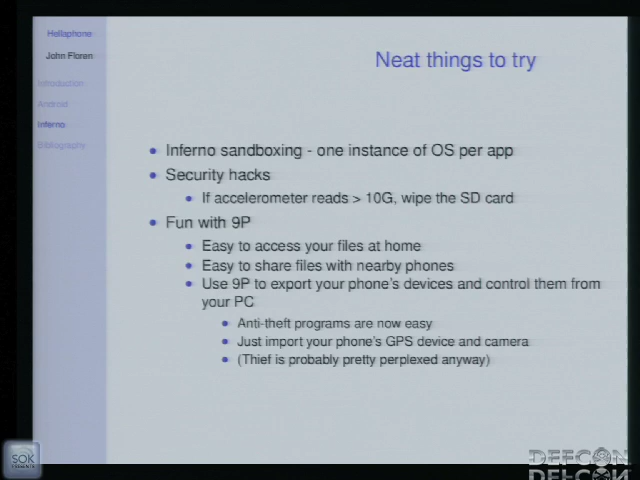 Hellaphone
John Floren
Introduction
Android
Inferno
Bibliography
Neat things to try
Inferno sandboxing - one instance of OS per app
Security hacks
If accelerometer reads > 10G, wipe the SD card
Fun with 9P
Easy to access your files at home
Easy to share files with nearby phones
Use 9P to export your phone's devices and control them from
your PC
Anti-theft programs are now easy
Just import your phone's GPS device and camera
(Thief is probably pretty perplexed anyway)
SOK
DEFCON
DEFCON